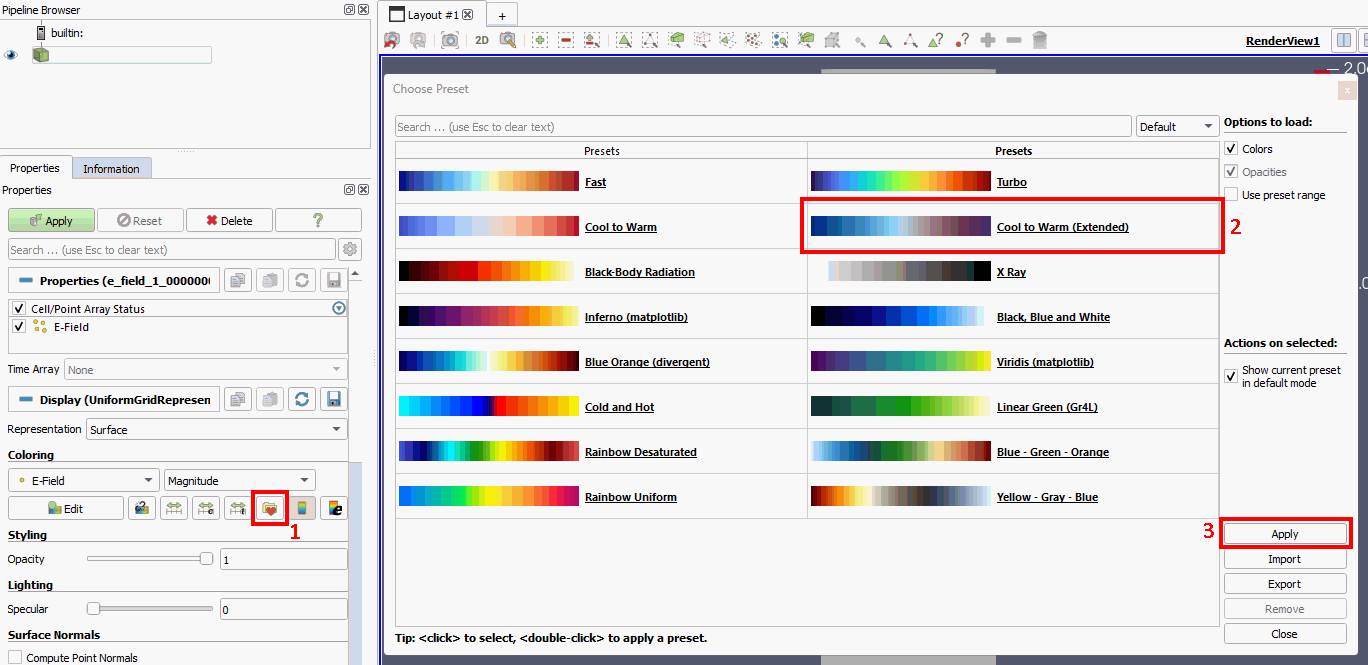 Pipeline Browser
builtin:
Properties
Information
Properties
Apply
Reset
Delete
?
Search ... (use Esc to clear text)
Properties (e_field_1_0000000
Cell/Point Array Status
E-Field
Time Array
None
Display (UniformGridRepresen
Representation
Surface
Coloring
E-Field
Magnitude
Edit
1
Styling
Opacity
1
Lighting
Specular
0
Surface Normals
Compute Point Normals
Layout #1
+
2D
RenderView1
Choose Preset
x
Search ... (use Esc to clear text)
Default
Presets
Presets
Fast
Turbo
Cool to Warm
Cool to Warm (Extended)
2
Black-Body Radiation
X Ray
Inferno (matplotlib)
Black, Blue and White
Blue Orange (divergent)
Viridis (matplotlib)
Cold and Hot
Linear Green (Gr4L)
Rainbow Desaturated
Blue - Green - Orange
Rainbow Uniform
Yellow - Gray - Blue
Tip: <click> to select, <double-click> to apply a preset.
Options to load:
Colors
Opacities
Use preset range
Actions on selected:
Show current preset
in default mode
3
Apply
Import
Export
Remove
Close